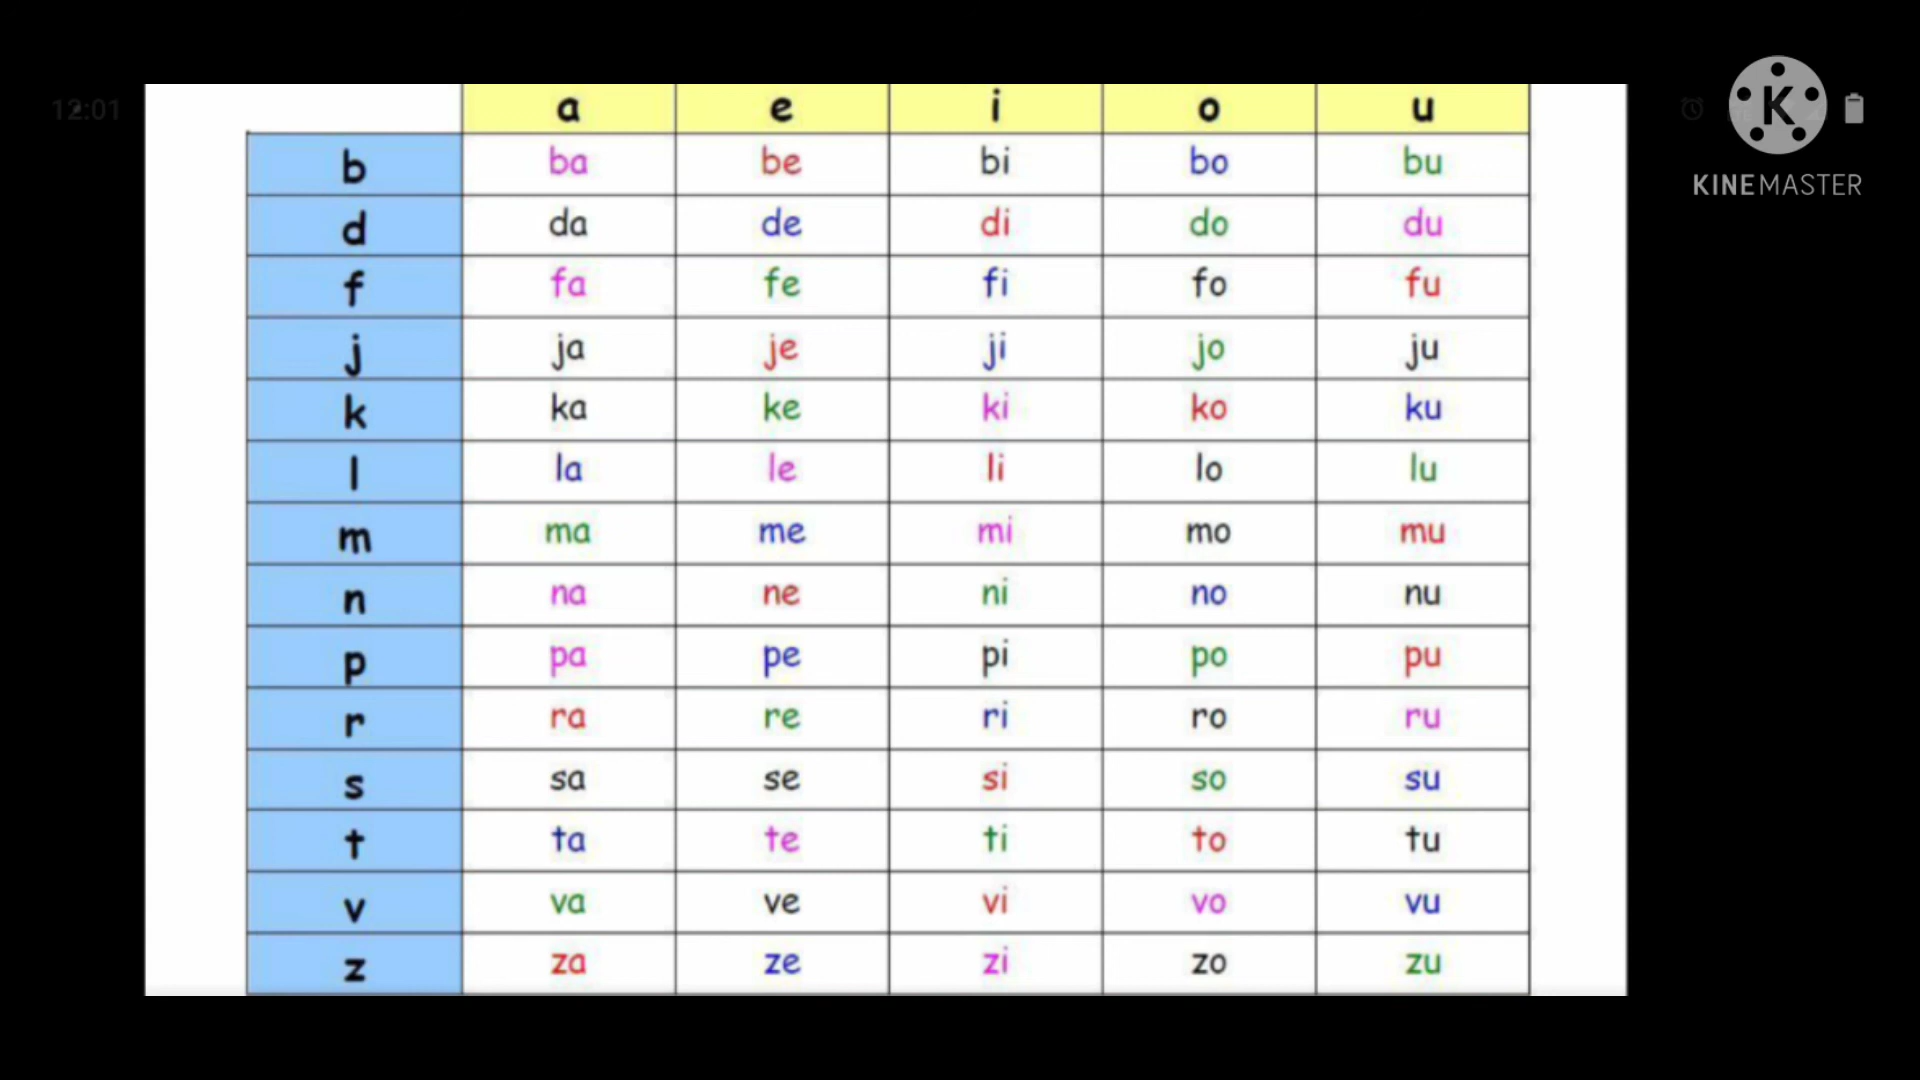 12:01
KINEMASTER
a e i o u
b ba be bi bo bu
d da de di do du
f fa fe fi fo fu
j ja je ji jo ju
k ka ke ki ko ku
l la le li lo lu
m ma me mi mo mu
n na ne ni no nu
p pa pe pi po pu
r ra re ri ro ru
s sa se si so su
t ta te ti to tu
v va ve vi vo vu
z za ze zi zo zu